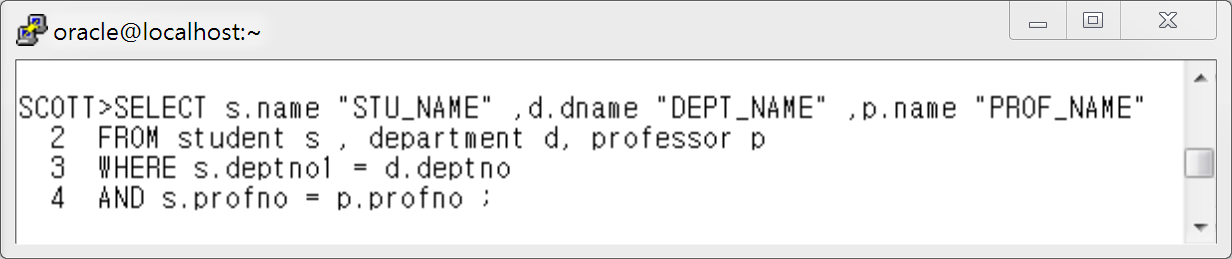 oracle@localhost:~
SCOTT>SELECT s.name "STU_NAME" ,d.dname "DEPT_NAME" ,p.name "PROF_NAME"
2 FROM student s , department d, professor p
3 WHERE s.deptno1 = d.deptno
4 AND s.profno = p.profno ;